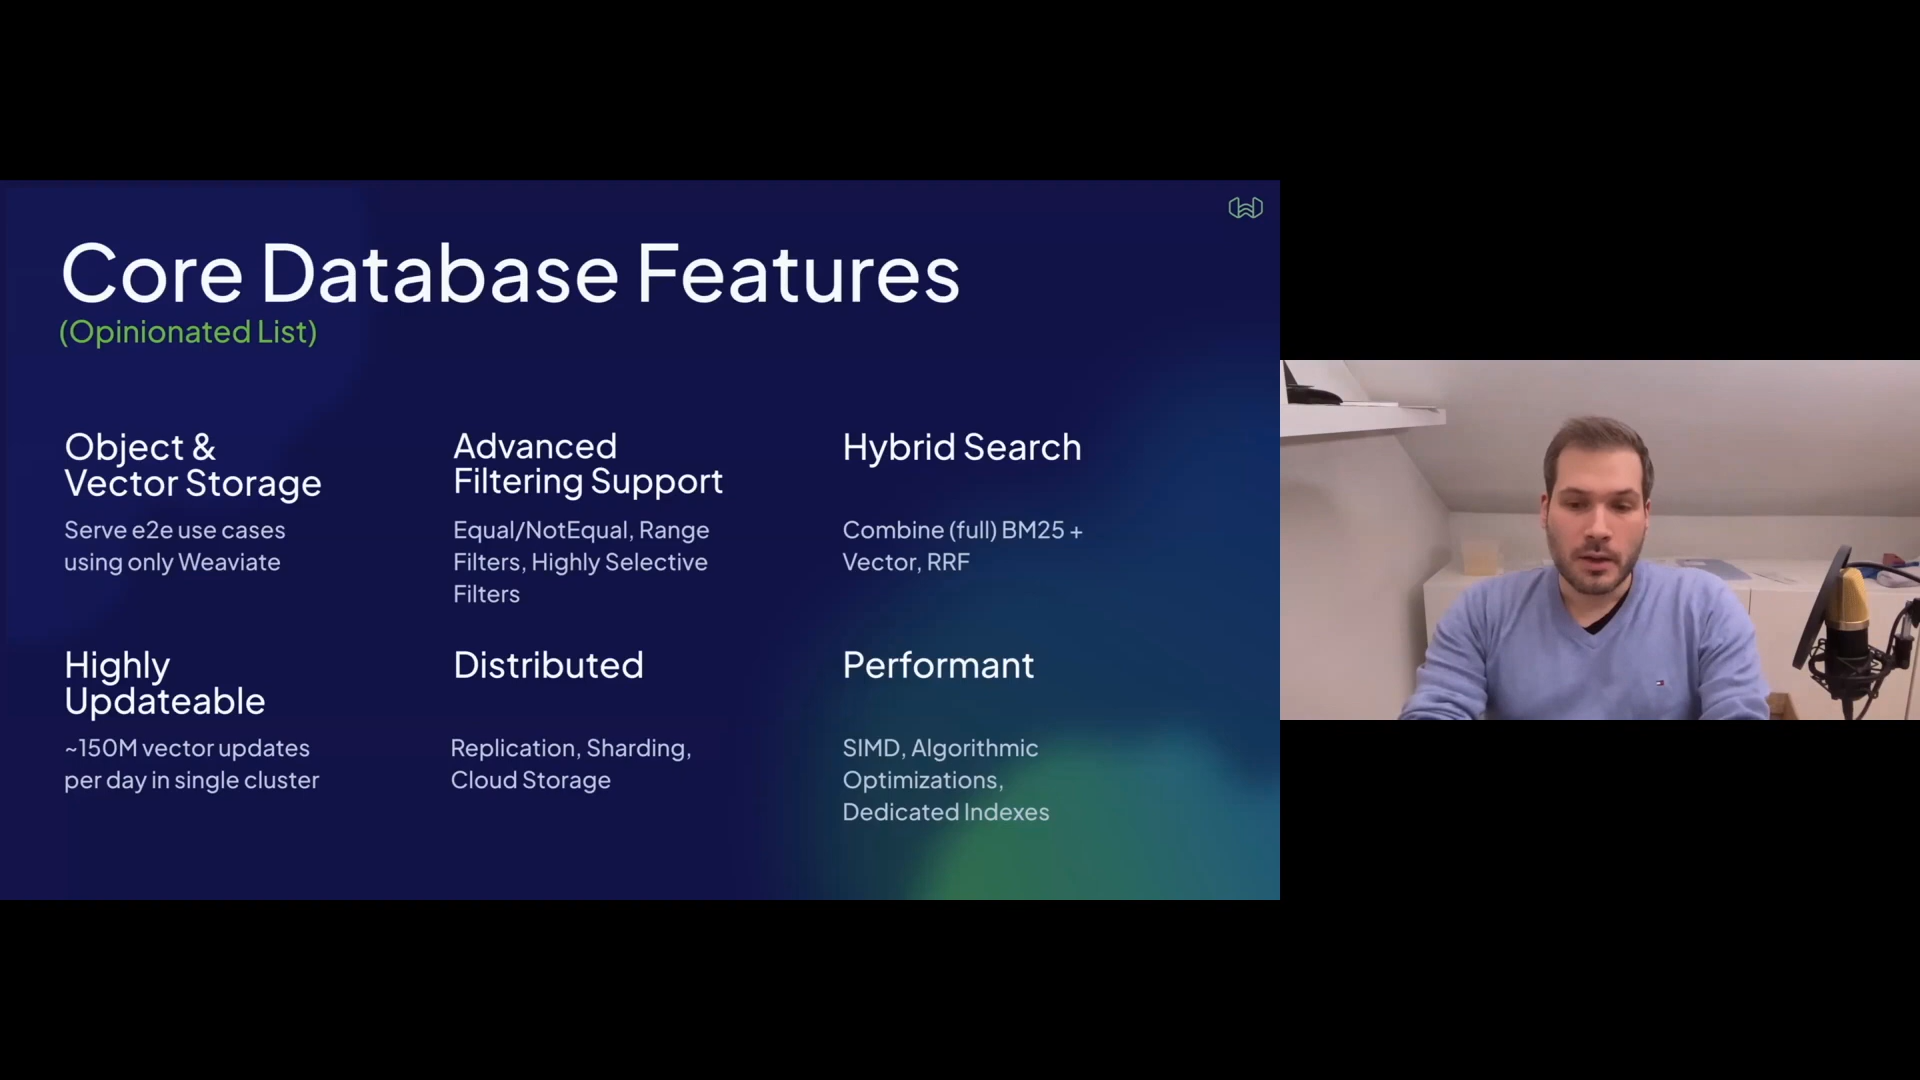 Core Database Features
(Opinionated List)
Object &
Vector Storage
Serve e2e use cases
using only Weaviate
Advanced
Filtering Support
Equal/NotEqual, Range
Filters, Highly Selective
Filters
Hybrid Search
Combine (full) BM25 +
Vector, RRF
Highly
Updateable
~150M vector updates
per day in single cluster
Distributed
Replication, Sharding,
Cloud Storage
Performant
SIMD, Algorithmic
Optimizations,
Dedicated Indexes